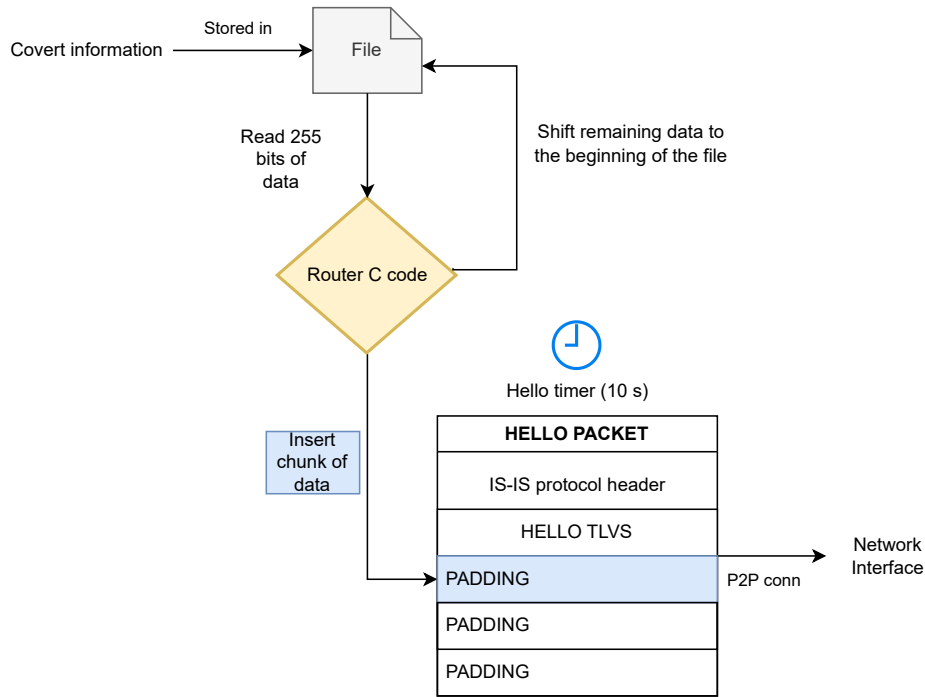 Covert information
Stored in
File
Read 255
bits of
data
Shift remaining data to
the beginning of the file
Router C code
Hello timer (10 s)
Insert
chunk of
data
HELLO PACKET
IS-IS protocol header
HELLO TLVS
PADDING
PADDING
PADDING
P2P conn
Network
Interface